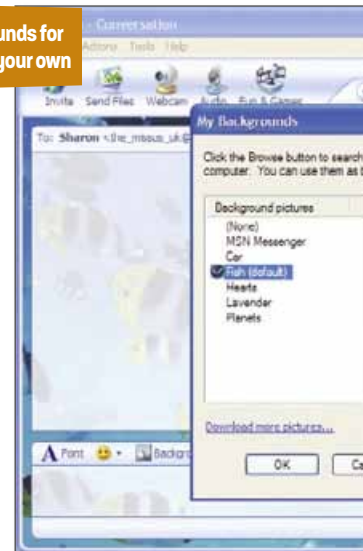 unds for
your own
- Conversation
Actions Tools Help
Invite Send Files Webcam Audio Fun & Games
To: Sharon
My Backgrounds
Click the Browse button to search
computer. You can use them as
Background pictures
(None)
MSN Messenger
Car
Fish (default)
Hearts
Lavender
Planets
Download more pictures...
Font Backgro
OK Ca